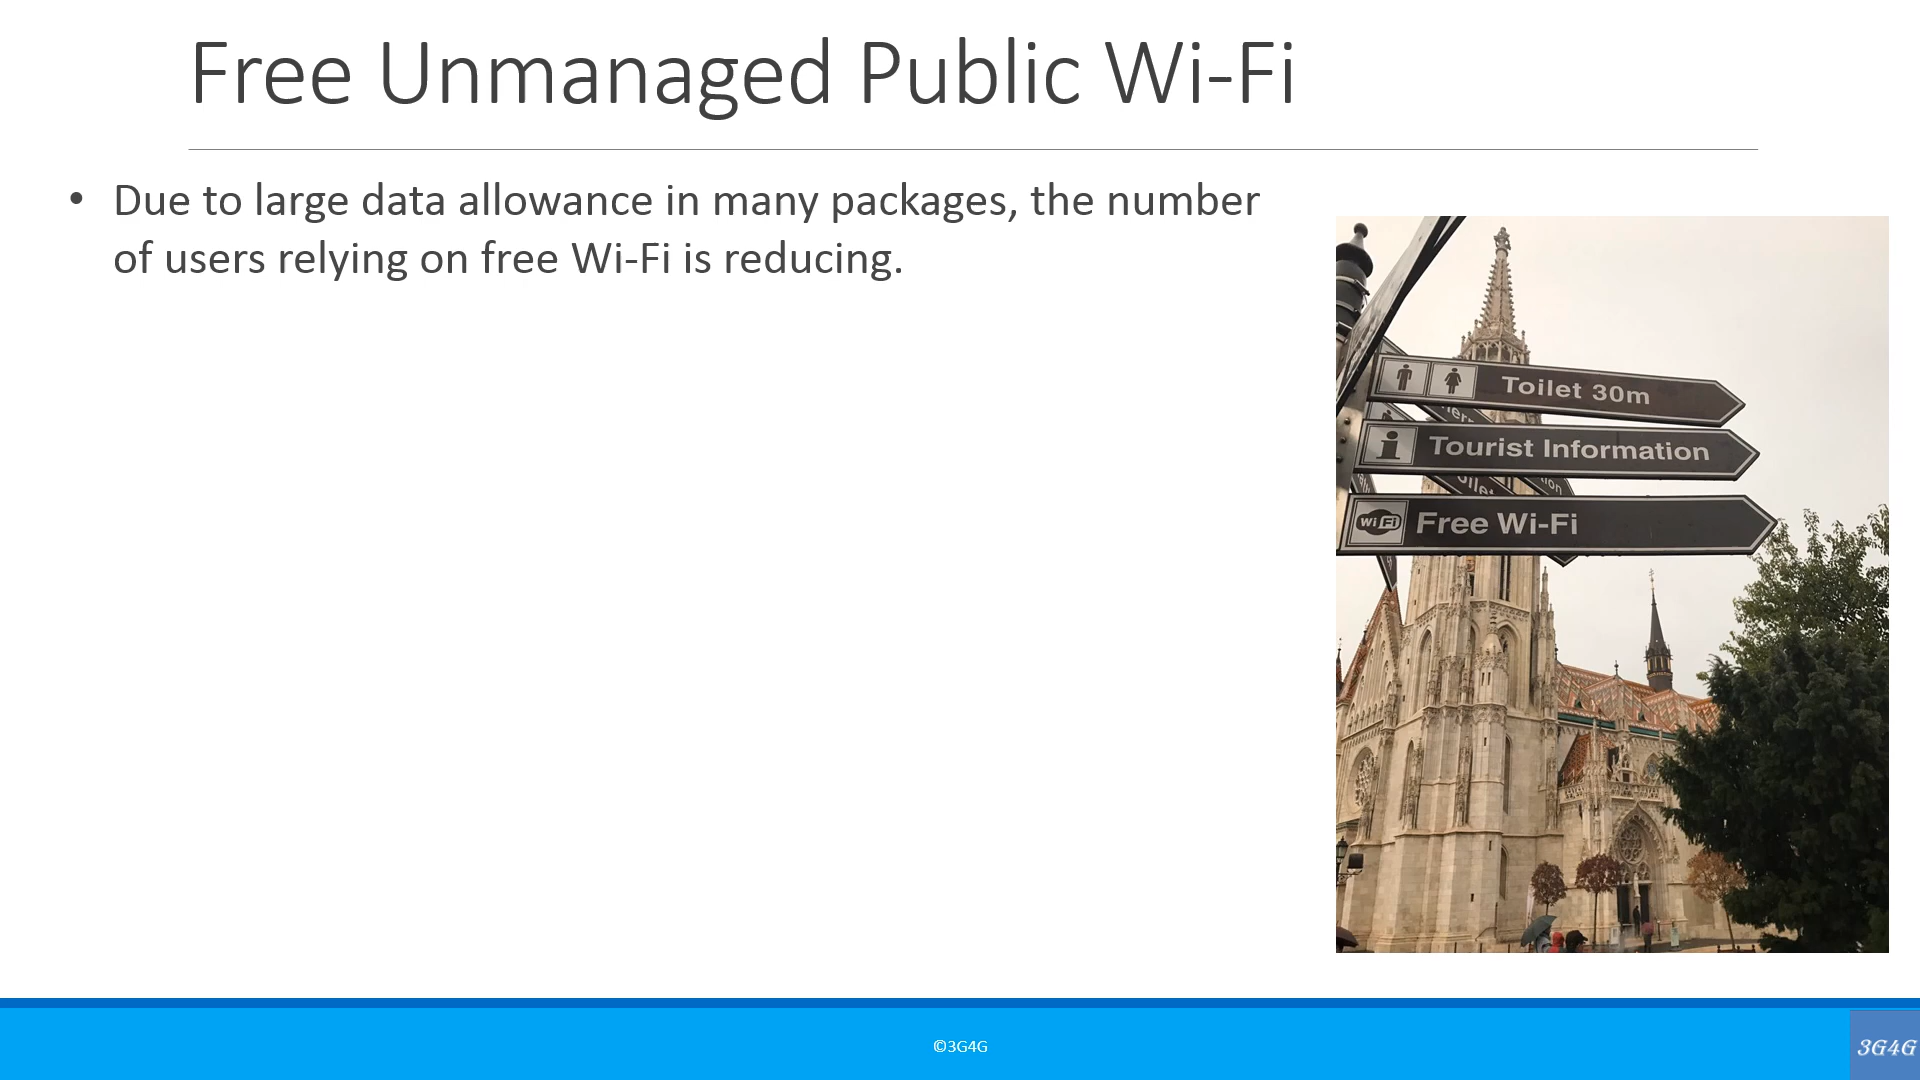 Free Unmanaged Public Wi-Fi
• Due to large data allowance in many packages, the number
of users relying on free Wi-Fi is reducing.
Toilet 30m
Tourist Information
WiFi Free Wi-Fi
©3G4G
3G4G